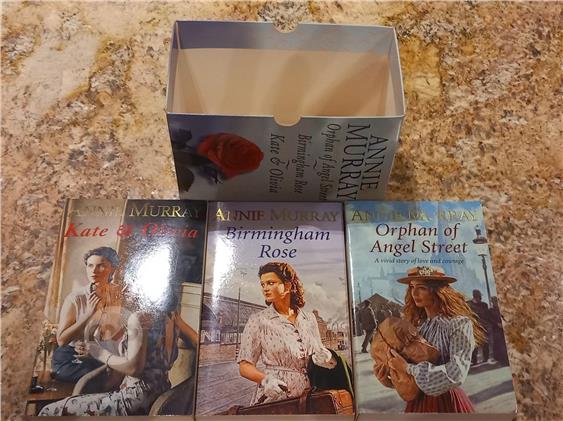 ANNIE
MURRAY
Orphan of Angel Street
Birmingham Rose
Kate & Olivia
ANNIE MURRAY
Kate & Olivia
ANNIE MURRAY
Birmingham
Rose
ANNIE MURRAY
Orphan of
Angel Street
A vivid story of love and courage